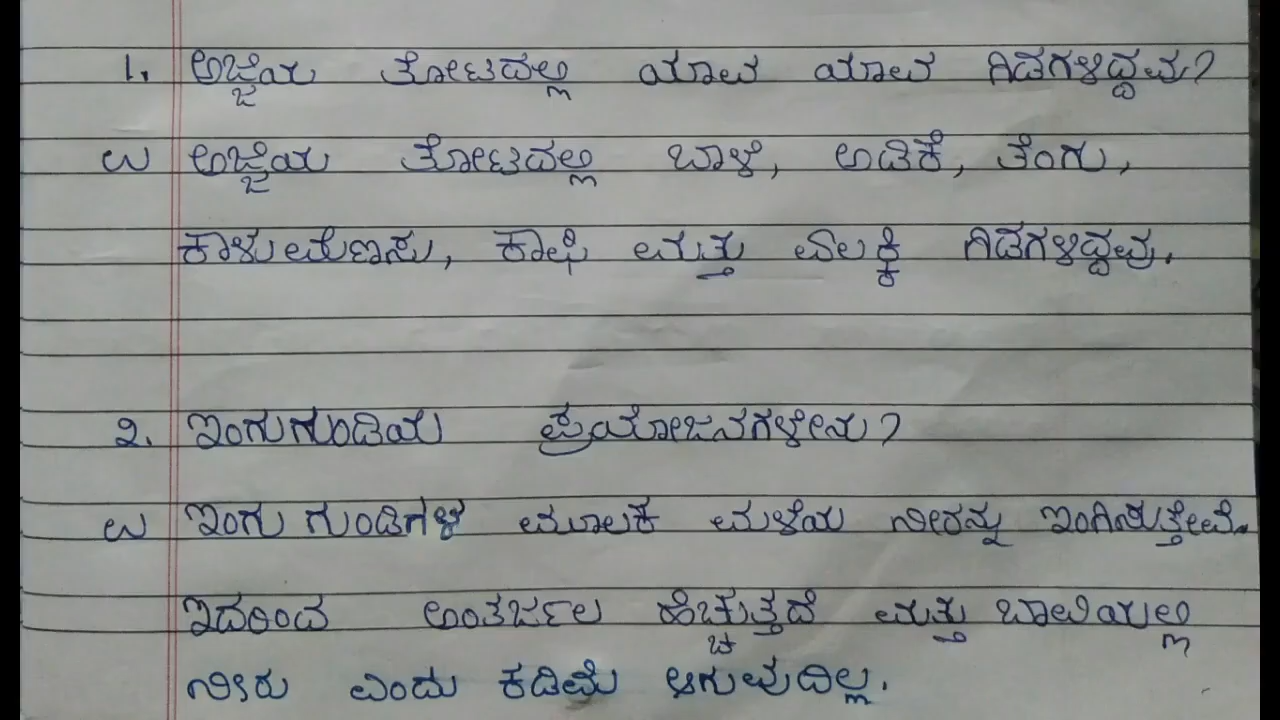 1. ಅಜ್ಜಿಯ ತೋಟದಲ್ಲಿ ಯಾವ ಯಾವ ಗಿಡಗಳಿದ್ದವು?
ಉ ಅಜ್ಜಿಯ ತೋಟದಲ್ಲಿ ಬಾಳೆ, ಅಡಿಕೆ, ತೆಂಗು,
ಕಾಳುಮೆಣಸು, ಕಾಫಿ ಮತ್ತು ಏಲಕ್ಕಿ ಗಿಡಗಳಿದ್ದವು.
೨. ಇಂಗುಗುಂಡಿಯ ಪ್ರಯೋಜನಗಳೇನು?
ಉ ಇಂಗು ಗುಂಡಿಗಳ ಮೂಲಕ ಮಳೆಯ ನೀರನ್ನು ಇಂಗಿಸುತ್ತೇವೆ.
ಇದರಿಂದ ಅಂತರ್ಜಲ ಹೆಚ್ಚುತ್ತದೆ ಮತ್ತು ಬಾವಿಯಲ್ಲಿ
ನೀರು ಎಂದು ಕಡಿಮೆ ಆಗುವುದಿಲ್ಲ.